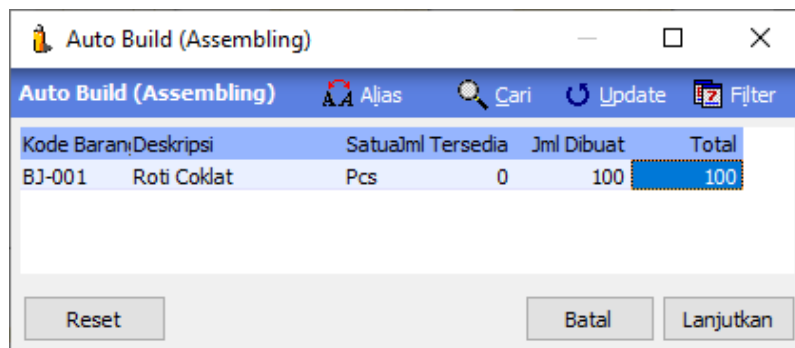 Auto Build (Assembling)
Auto Build (Assembling) Alias Cari Update Filter
Kode Baran Deskripsi Satua Jml Tersedia Jml Dibuat Total
BJ-001 Roti Coklat Pcs 0 100 100
Reset Batal Lanjutkan